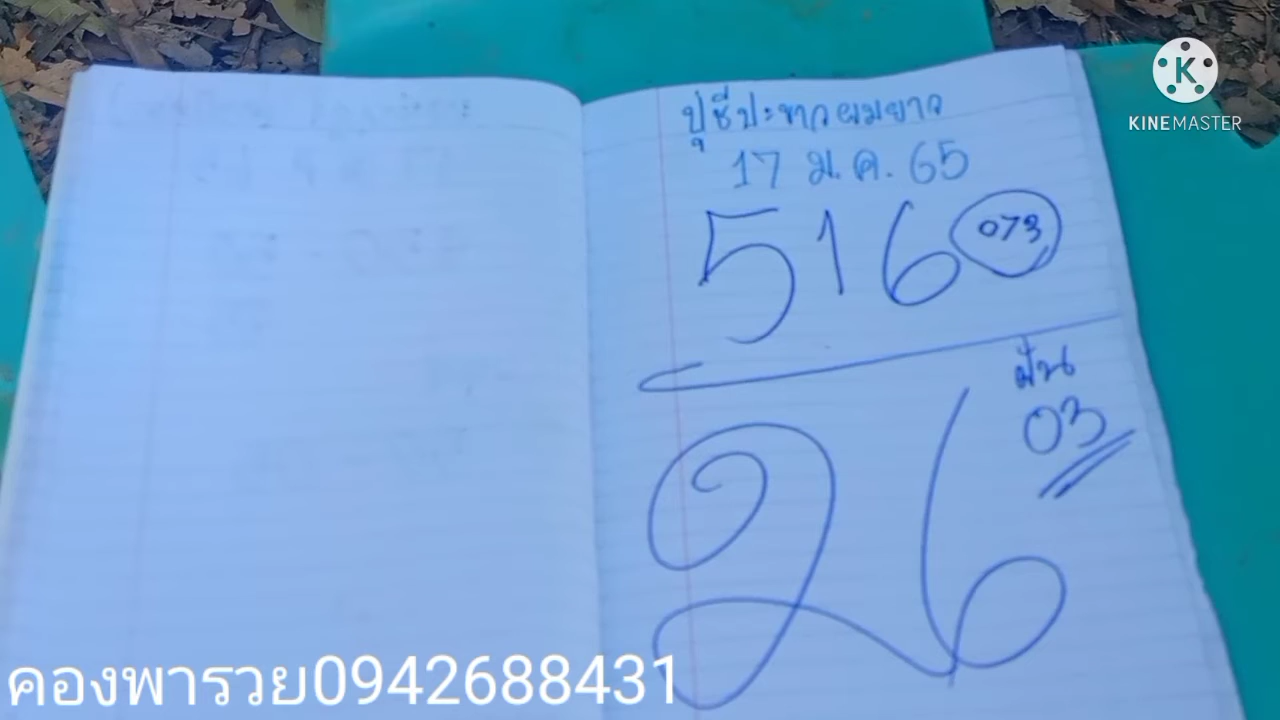 KINEMASTER
ปู่ชีปะขาวผมยาว
17 ม.ค. 65
516 073
ฝัน
03
26
คองพารวย0942688431